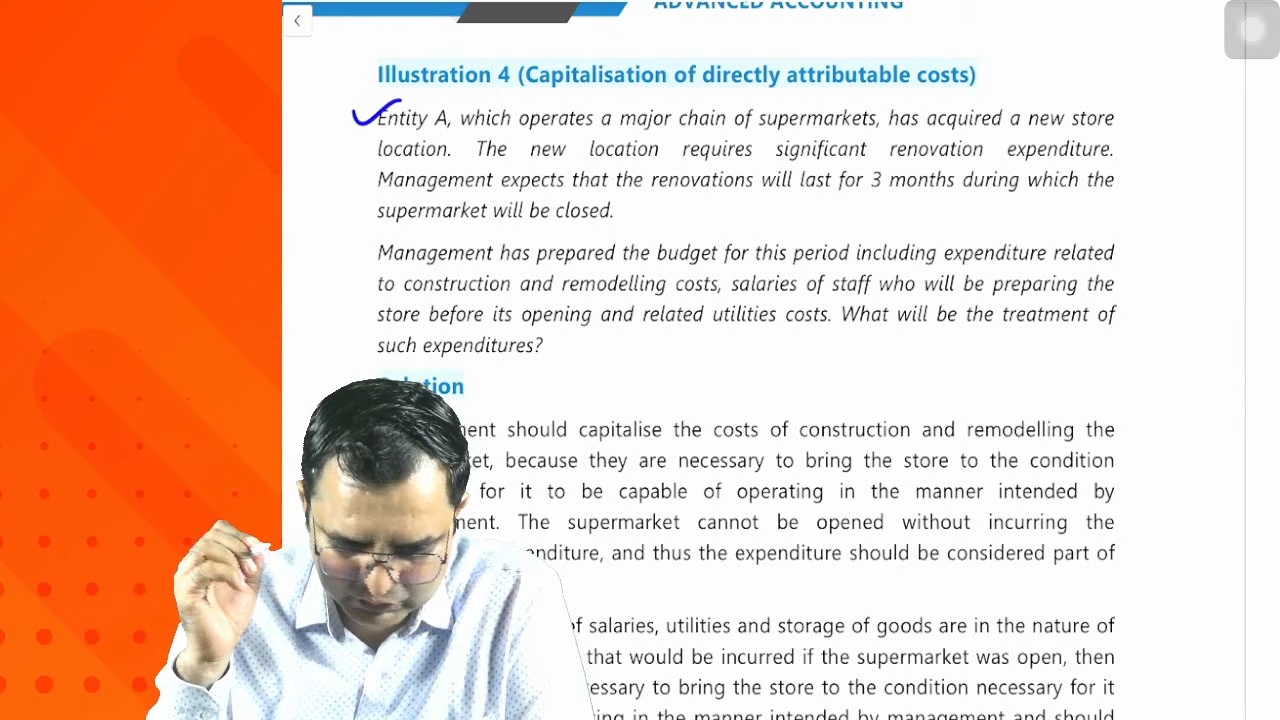 ADVANCED ACCOUNTING
Illustration 4 (Capitalisation of directly attributable costs)
Entity A, which operates a major chain of supermarkets, has acquired a new store
location. The new location requires significant renovation expenditure.
Management expects that the renovations will last for 3 months during which the
supermarket will be closed.
Management has prepared the budget for this period including expenditure related
to construction and remodelling costs, salaries of staff who will be preparing the
store before its opening and related utilities costs. What will be the treatment of
such expenditures?
should capitalise the costs of construction and remodelling the
because they are necessary to bring the store to the condition
for it to be capable of operating in the manner intended by
The supermarket cannot be opened without incurring the
and thus the expenditure should be considered part of
salaries, utilities and storage of goods are in the nature of
that would be incurred if the supermarket was open, then
to bring the store to the condition necessary for it
in the manner intended by management and should